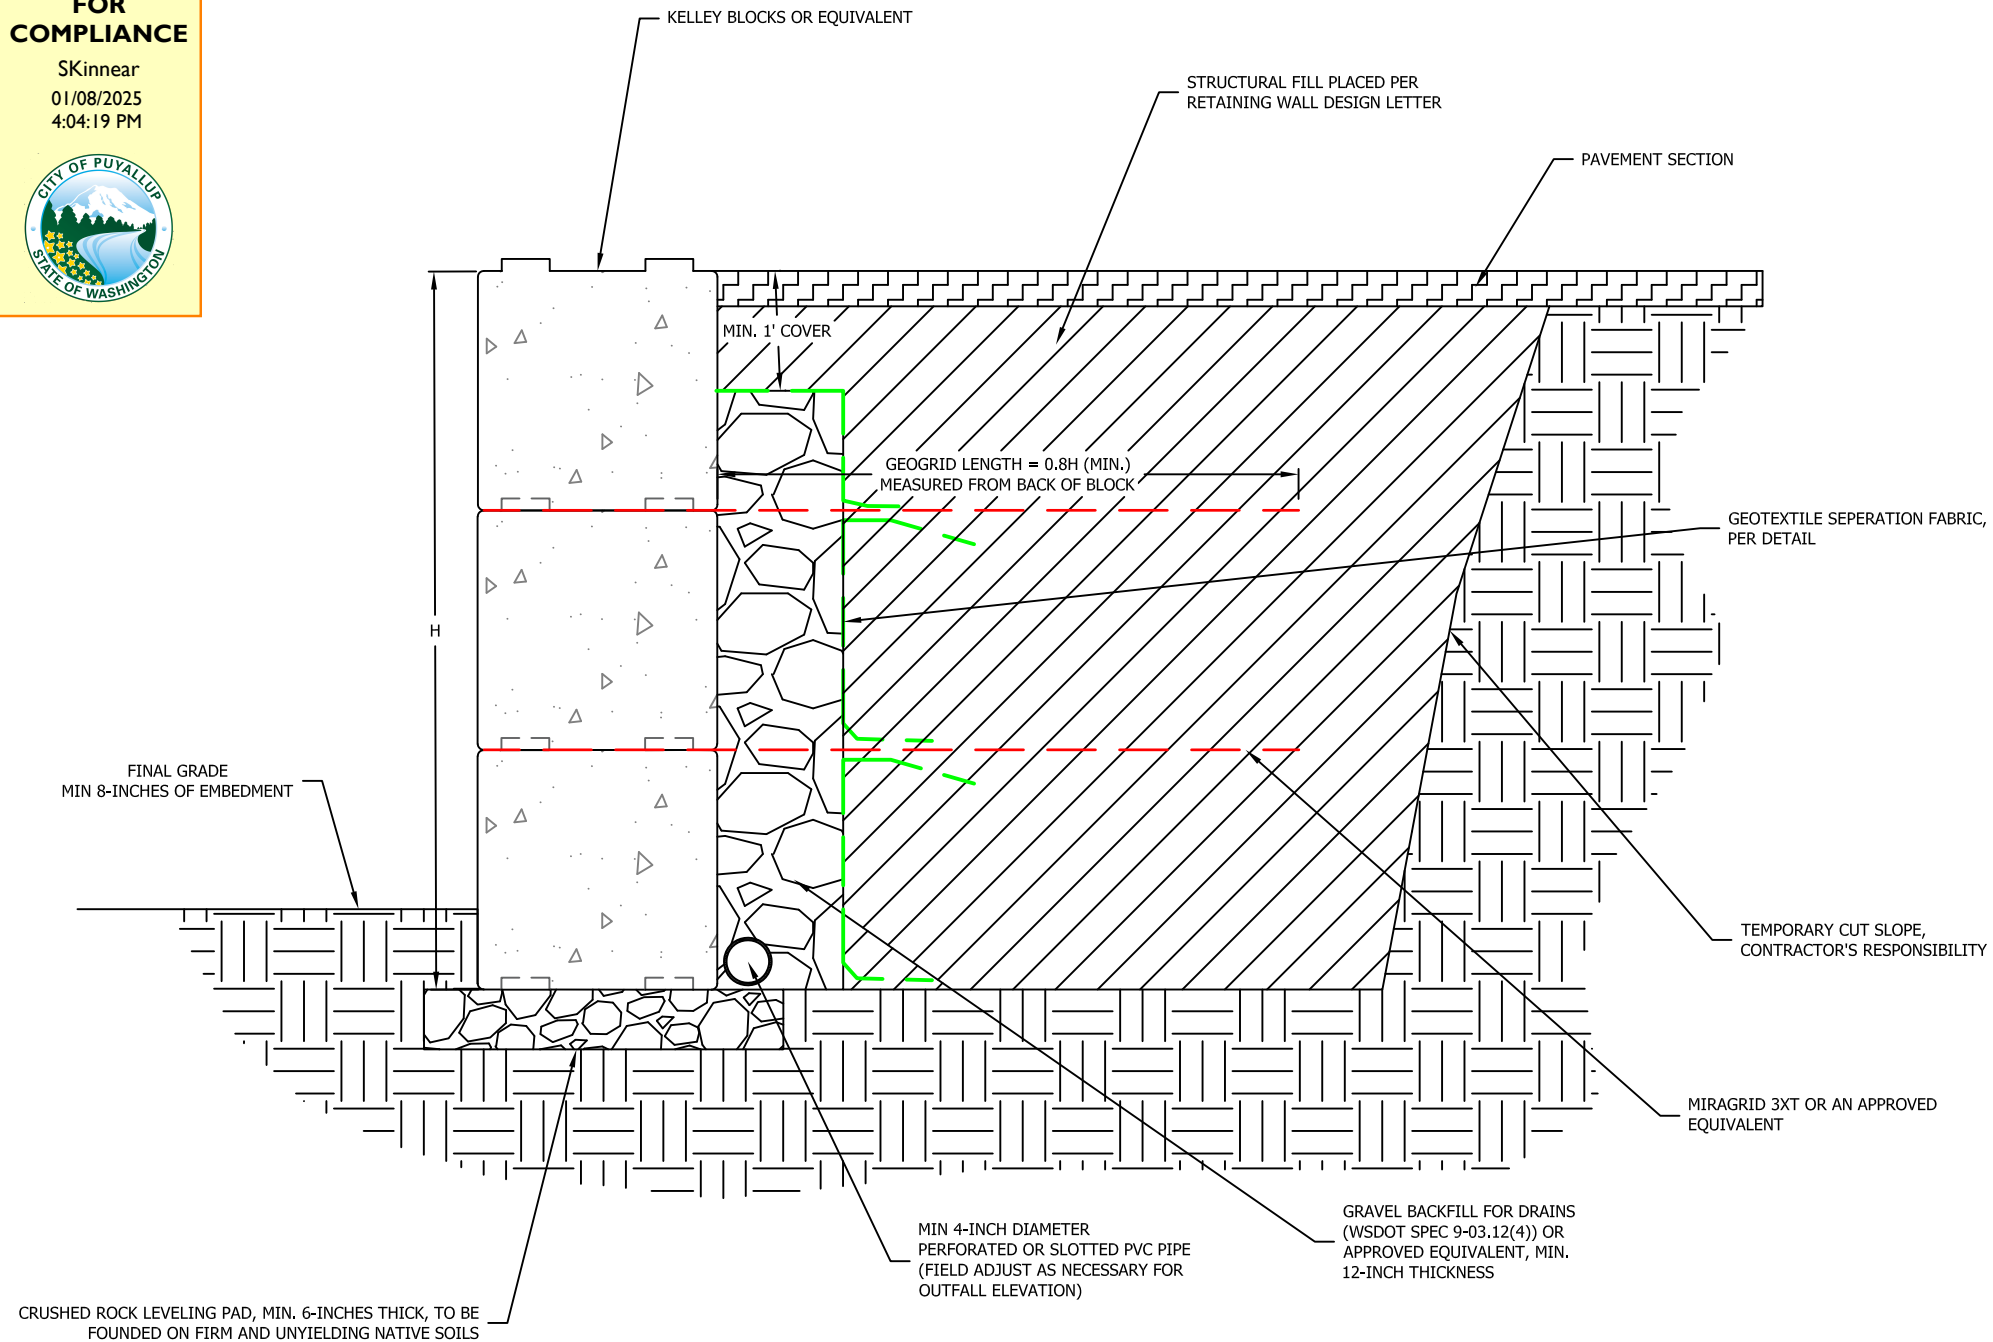 FOR
COMPLIANCE
SKinnear
01/08/2025
4:04:19 PM
CITY OF PUYALLUP
STATE OF WASHINGTON
KELLEY BLOCKS OR EQUIVALENT
STRUCTURAL FILL PLACED PER
RETAINING WALL DESIGN LETTER
PAVEMENT SECTION
MIN. 1' COVER
GEOGRID LENGTH = 0.8H (MIN.)
MEASURED FROM BACK OF BLOCK
GEOTEXTILE SEPERATION FABRIC,
PER DETAIL
H
FINAL GRADE
MIN 8-INCHES OF EMBEDMENT
TEMPORARY CUT SLOPE,
CONTRACTOR'S RESPONSIBILITY
MIRAGRID 3XT OR AN APPROVED
EQUIVALENT
GRAVEL BACKFILL FOR DRAINS
(WSDOT SPEC 9-03.12(4)) OR
APPROVED EQUIVALENT, MIN.
12-INCH THICKNESS
MIN 4-INCH DIAMETER
PERFORATED OR SLOTTED PVC PIPE
(FIELD ADJUST AS NECESSARY FOR
OUTFALL ELEVATION)
CRUSHED ROCK LEVELING PAD, MIN. 6-INCHES THICK, TO BE
FOUNDED ON FIRM AND UNYIELDING NATIVE SOILS